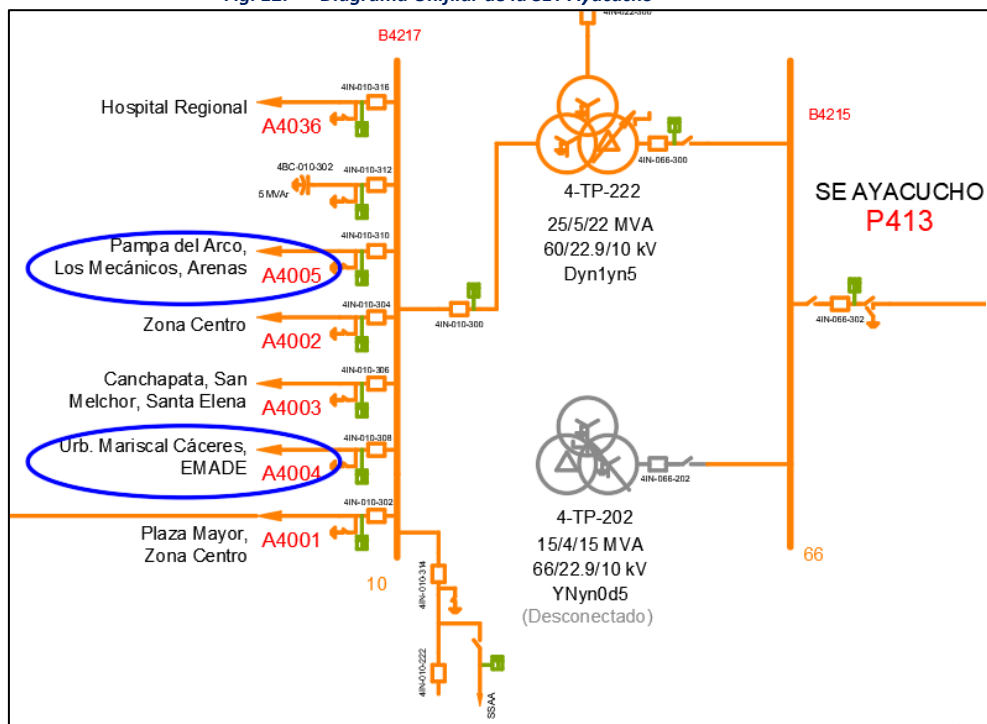 B4217
4IN-010-316
Hospital Regional
A4036
4BC-010-302
4IN-010-312
5 MVAr
4IN-010-310
Pampa del Arco,
Los Mecánicos, Arenas
A4005
4IN-010-304
Zona Centro
A4002
4IN-010-306
Canchapata, San
Melchor, Santa Elena
A4003
4IN-010-308
Urb. Mariscal Cáceres,
EMADE
A4004
4IN-010-302
Plaza Mayor,
Zona Centro
A4001
10
4IN-010-314
4IN-010-222
SSAA
4IN-010-300
4IN-066-300
4-TP-222
25/5/22 MVA
60/22.9/10 kV
Dyn1yn5
4IN-066-202
4-TP-202
15/4/15 MVA
66/22.9/10 kV
YNyn0d5
(Desconectado)
B4215
SE AYACUCHO
P413
4IN-066-302
66